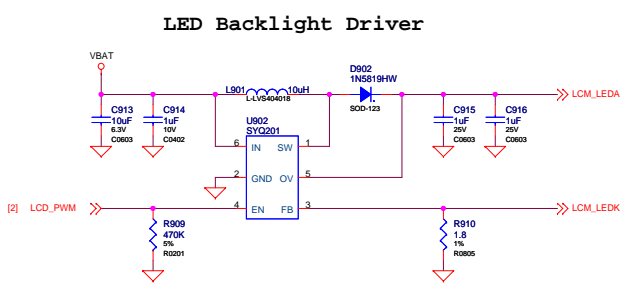 LED Backlight Driver
VBAT
D902
1N5819HW
L901 10uH
L-LVS404018
SOD-123
LCM_LEDA
C913
10uF
6.3V
C0603
C914
1uF
10V
C0402
U902
SYQ201
C915
1uF
25V
C0603
C916
1uF
25V
C0603
6 IN SW 1
2 GND OV 5
4 EN FB 3
[2] LCD_PWM
LCM_LEDK
R909
470K
5%
R0201
R910
1.8
1%
R0805